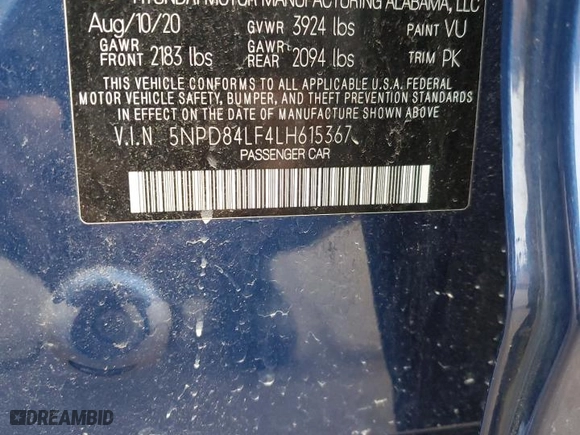 HYUNDAI MOTOR MANUFACTURING ALABAMA, LLC
Aug/10/20 GVWR 3924 lbs PAINT VU
GAWR FRONT 2183 lbs GAWR REAR 2094 lbs TRIM PK
THIS VEHICLE CONFORMS TO ALL APPLICABLE U.S.A. FEDERAL
MOTOR VEHICLE SAFETY, BUMPER, AND THEFT PREVENTION STANDARDS
IN EFFECT ON THE DATE OF MANUFACTURE SHOWN ABOVE.
V.I.N 5NPD84LF4LH615367
PASSENGER CAR
DREAMBID